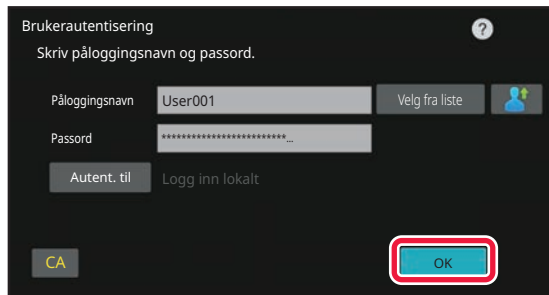 Brukerautentisering
?
Skriv påloggingsnavn og passord.
Påloggingsnavn User001 Velg fra liste
Passord *************************...
Autent. til Logg inn lokalt
CA OK